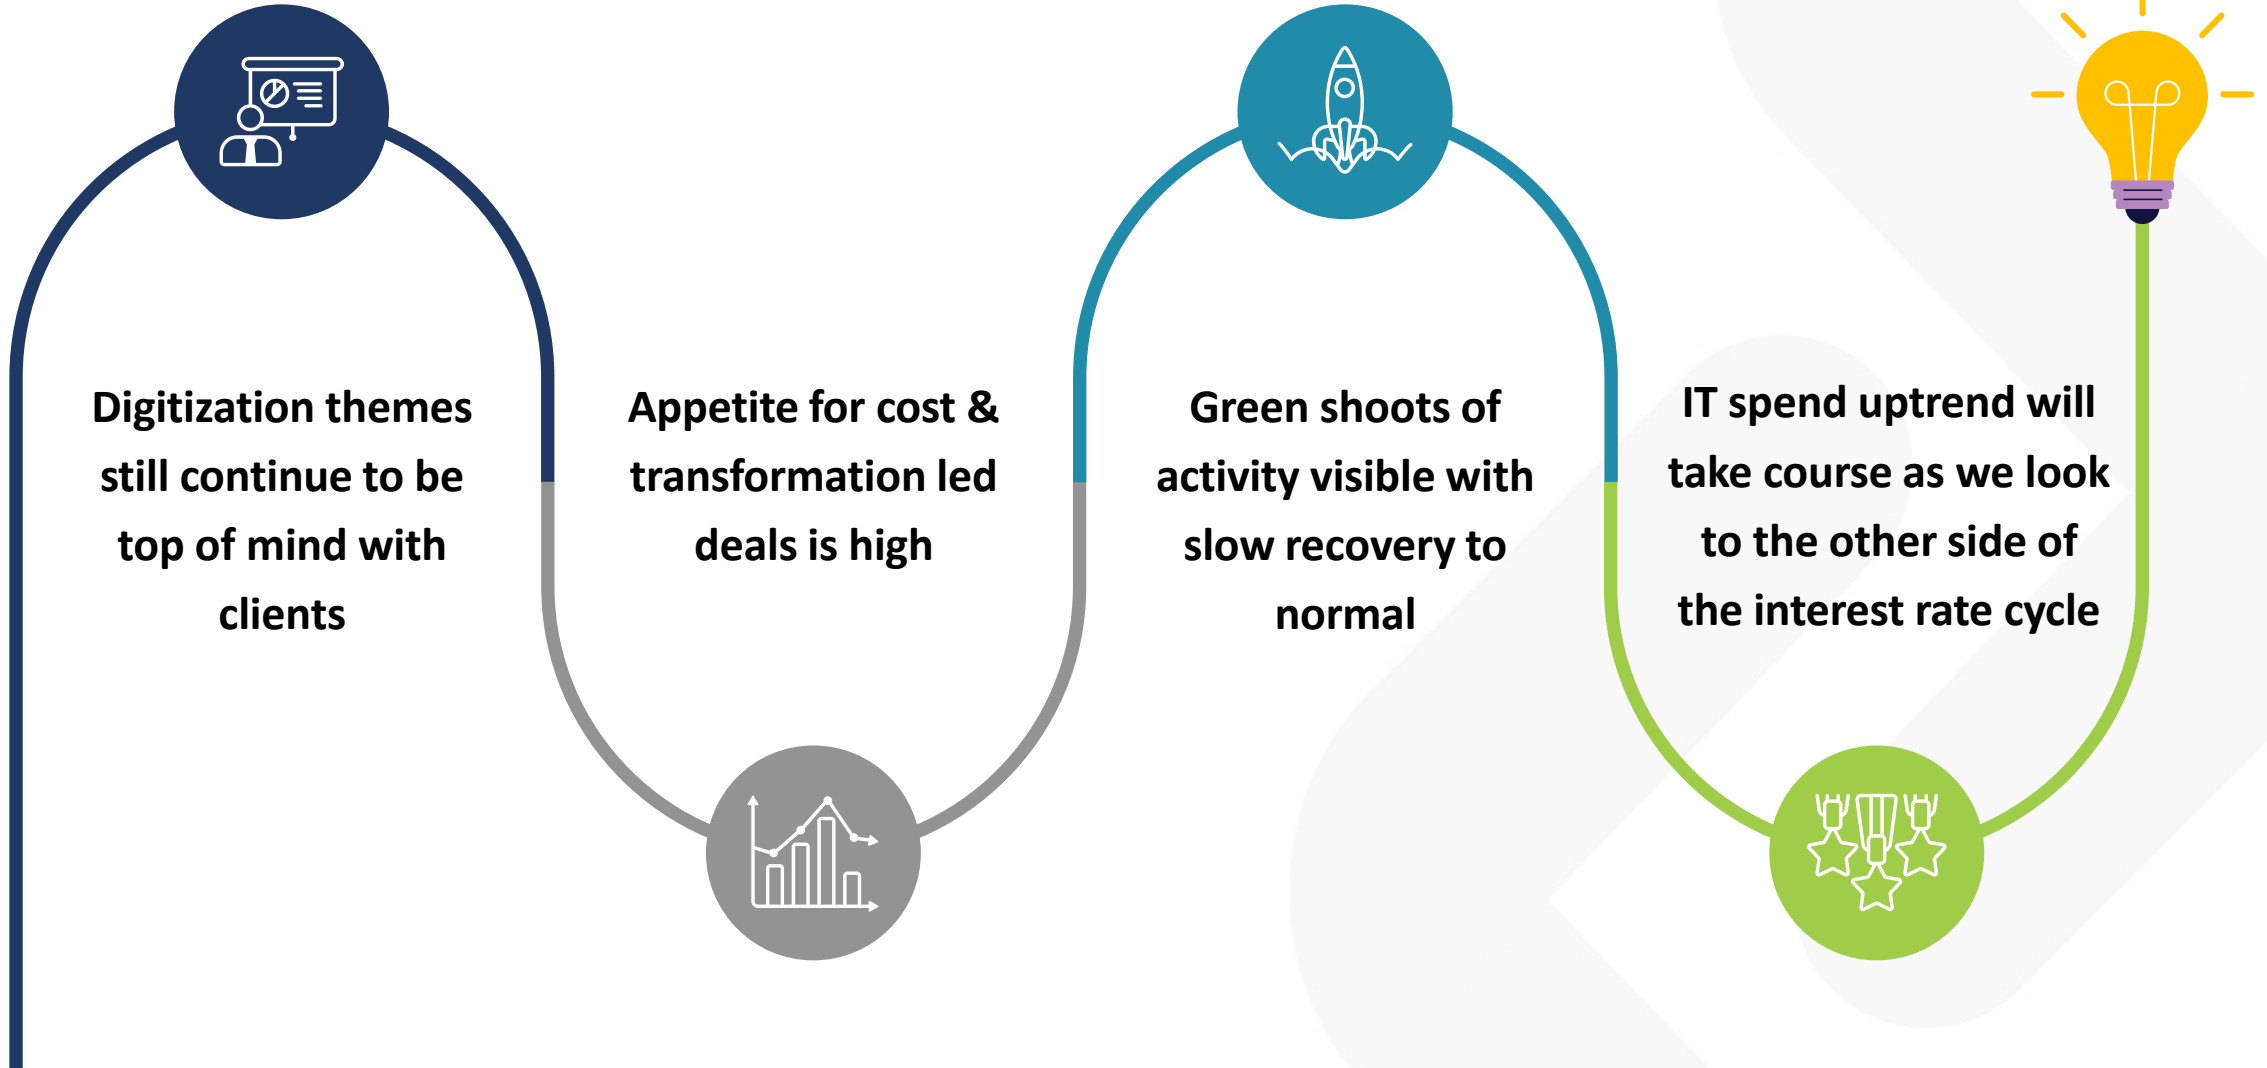 Digitization themes
still continue to be
top of mind with
clients
Appetite for cost &
transformation led
deals is high
Green shoots of
activity visible with
slow recovery to
normal
IT spend uptrend will
take course as we look
to the other side of
the interest rate cycle